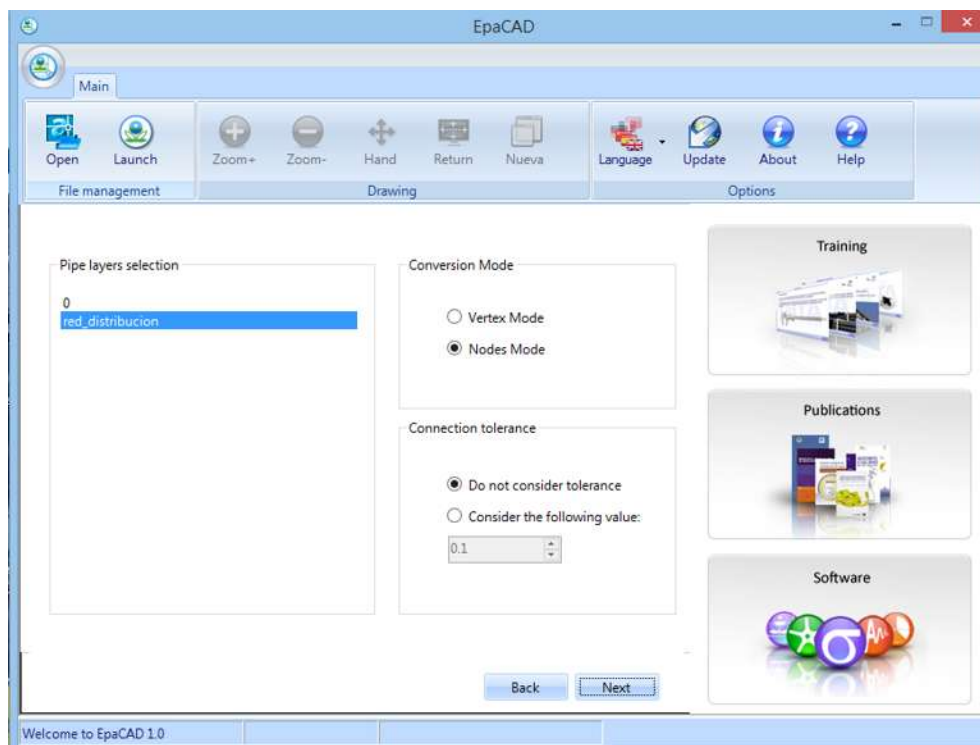 EpaCAD
Main
Open
Launch
Zoom+
Zoom-
Hand
Return
Nueva
Language
Update
About
Help
File management
Drawing
Options
Pipe layers selection
0
red_distribucion
Conversion Mode
Vertex Mode
Nodes Mode
Connection tolerance
Do not consider tolerance
Consider the following value:
0.1
Training
Publications
Software
Back
Next
Welcome to EpaCAD 1.0